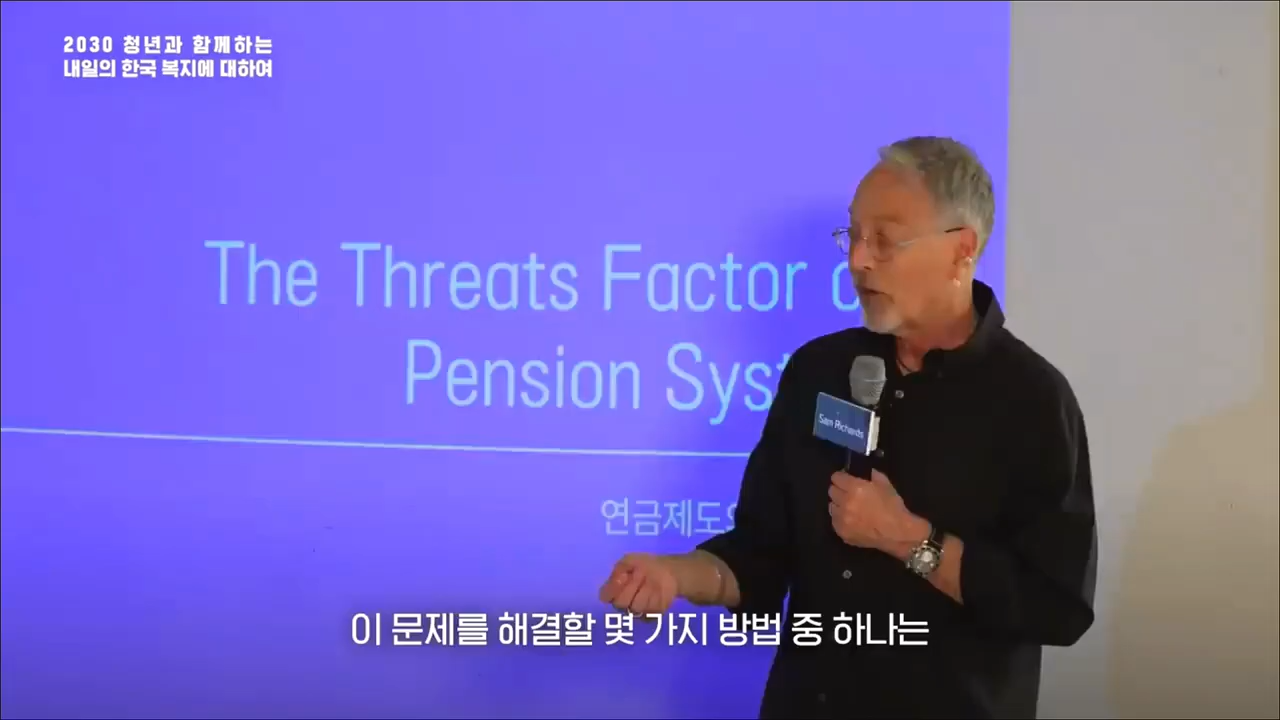 2030 청년과 함께하는
내일의 한국 복지에 대하여
The Threats Factor
Pension
연금제도
Sam Richards
이 문제를 해결할 몇 가지 방법 중 하나는